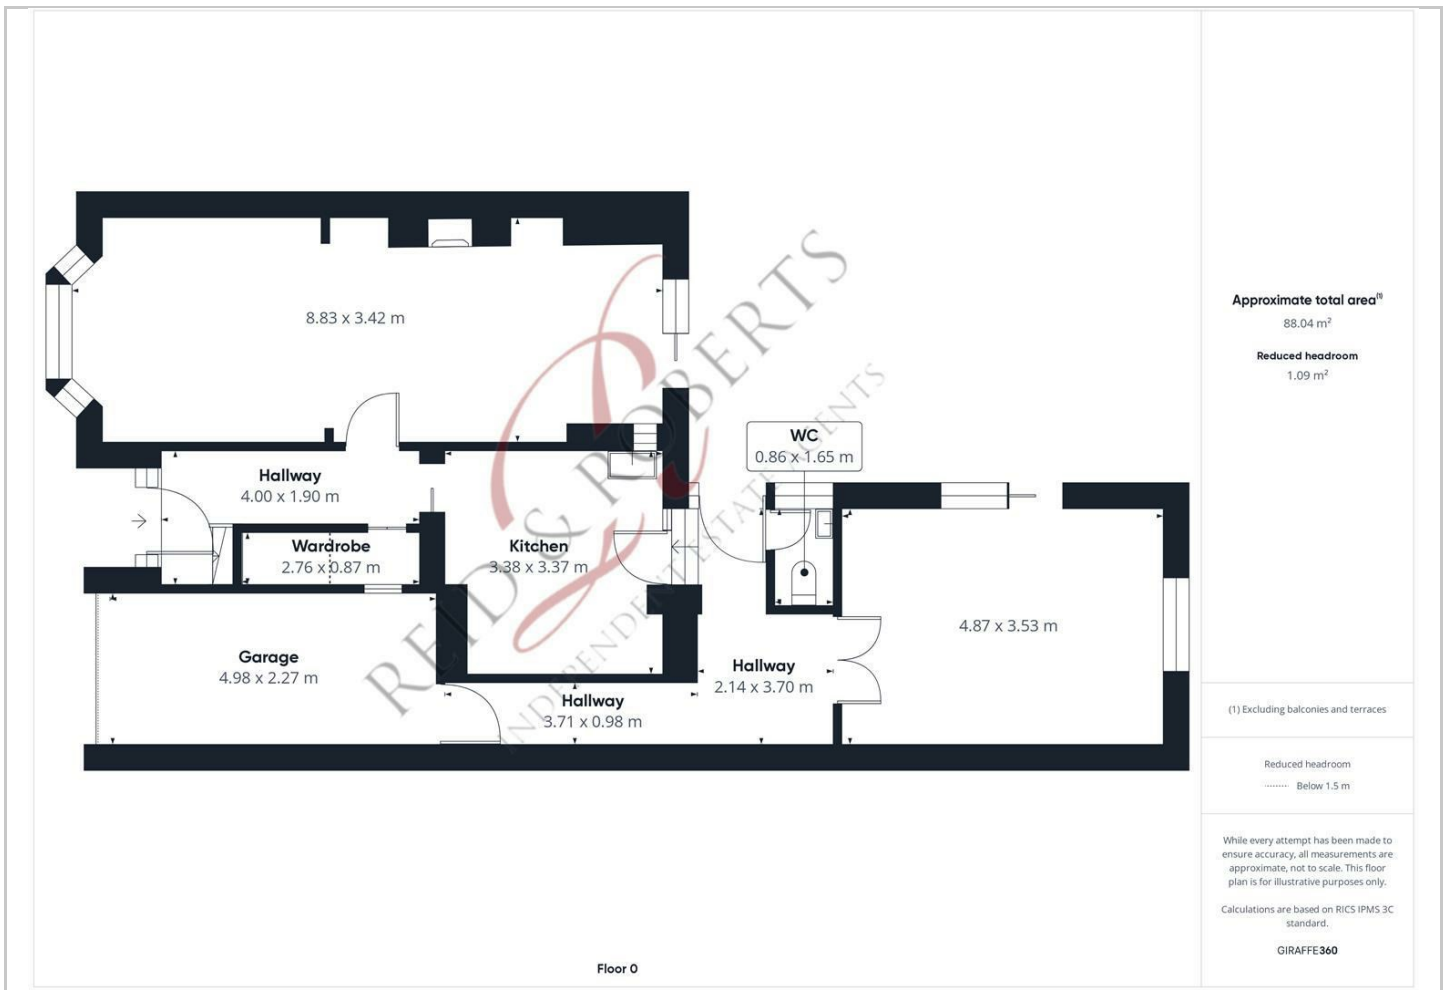 8.83 x 3.42 m
Hallway
4.00 x 1.90 m
Wardrobe
2.76 x 0.87 m
Kitchen
3.38 x 3.37 m
WC
0.86 x 1.65 m
Garage
4.98 x 2.27 m
Hallway
3.71 x 0.98 m
Hallway
2.14 x 3.70 m
4.87 x 3.53 m
REID & ROBERTS
INDEPENDENT ESTATE AGENTS
Floor 0
Approximate total area(1)
88.04 m²
Reduced headroom
1.09 m²
(1) Excluding balconies and terraces
Reduced headroom
Below 1.5 m
While every attempt has been made to
ensure accuracy, all measurements are
approximate, not to scale. This floor
plan is for illustrative purposes only.
Calculations are based on RICS IPMS 3C
standard.
GIRAFFE360